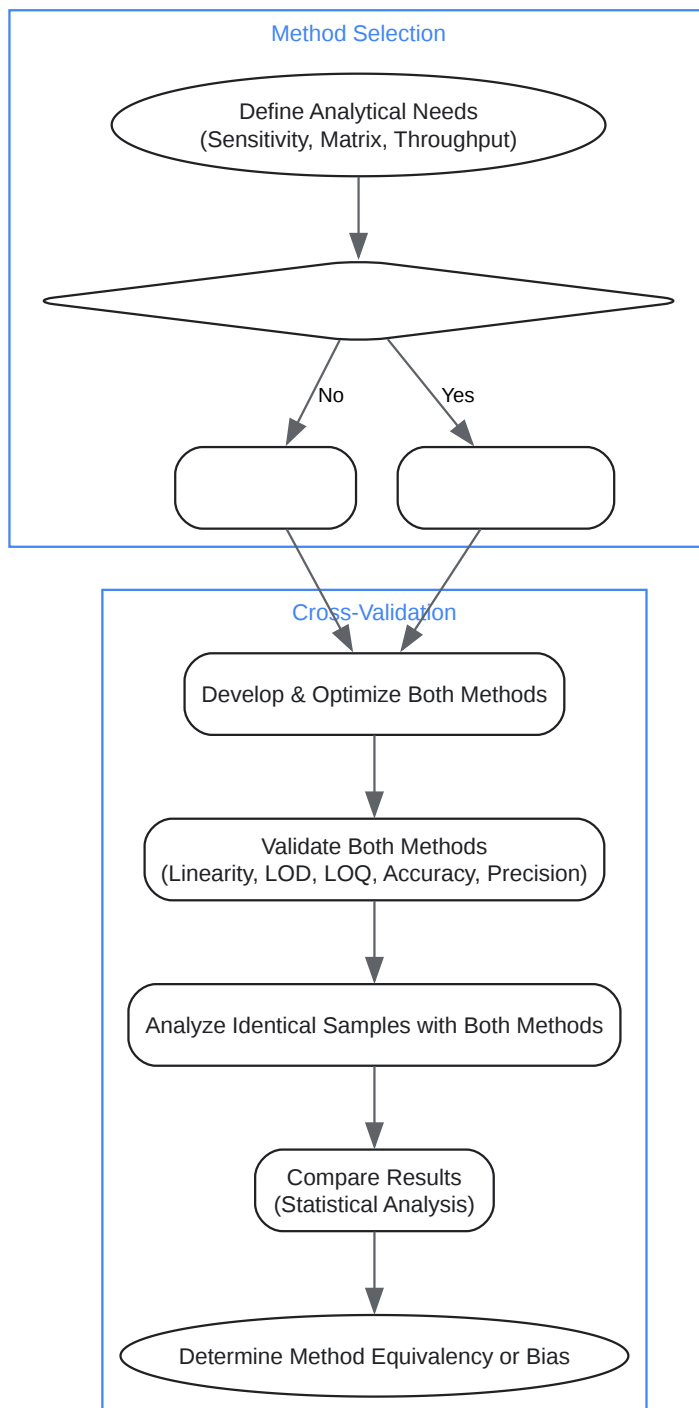 Method Selection
Define Analytical Needs
(Sensitivity, Matrix, Throughput)
No
Yes
Cross-Validation
Develop & Optimize Both Methods
Validate Both Methods
(Linearity, LOD, LOQ, Accuracy, Precision)
Analyze Identical Samples with Both Methods
Compare Results
(Statistical Analysis)
Determine Method Equivalency or Bias